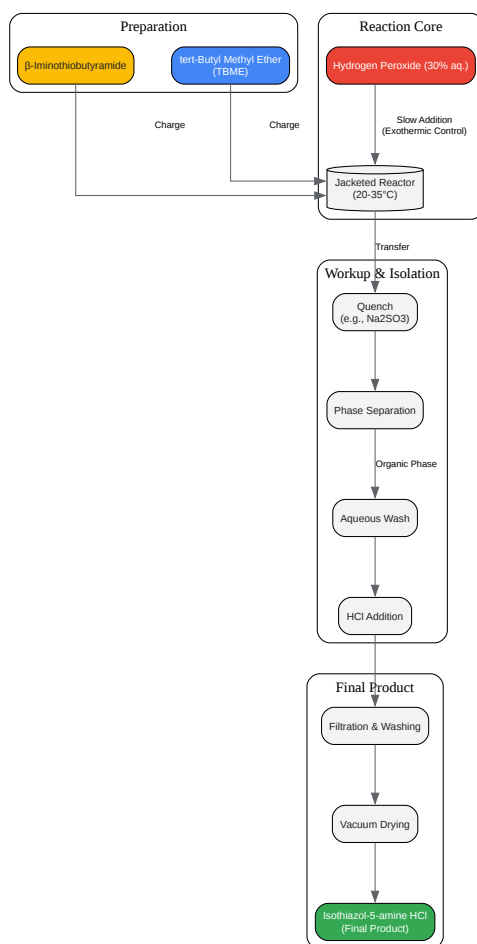 Preparation
Reaction Core
β-Iminothiobutyramide
tert-Butyl Methyl Ether
(TBME)
Hydrogen Peroxide (30% aq.)
Charge
Charge
Slow Addition
(Exothermic Control)
Jacketed Reactor
(20-35°C)
Transfer
Workup & Isolation
Quench
(e.g., Na2SO3)
Phase Separation
Organic Phase
Aqueous Wash
HCl Addition
Final Product
Filtration & Washing
Vacuum Drying
Isothiazol-5-amine HCl
(Final Product)